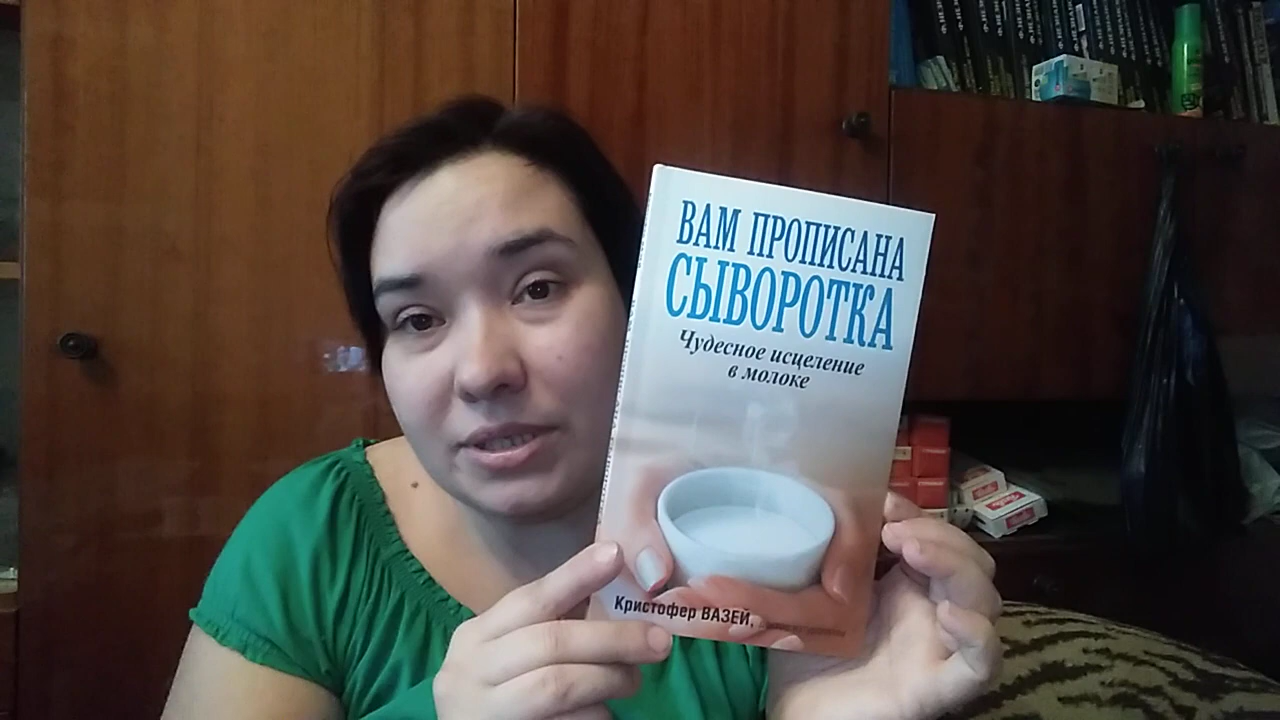 ВАМ ПРОПИСАНА
СЫВОРОТКА
Чудесное исцеление
в молоке
Кристофер ВАЗЕЙ,